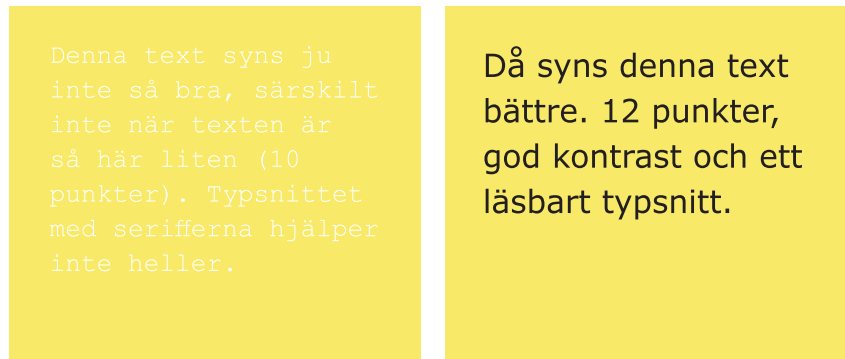 Denna text syns ju
inte så bra, särskilt
inte när texten är
så här liten (10
punkter). Typsnittet
med serifferna hjälper
inte heller.
Då syns denna text
bättre. 12 punkter,
god kontrast och ett
läsbart typsnitt.